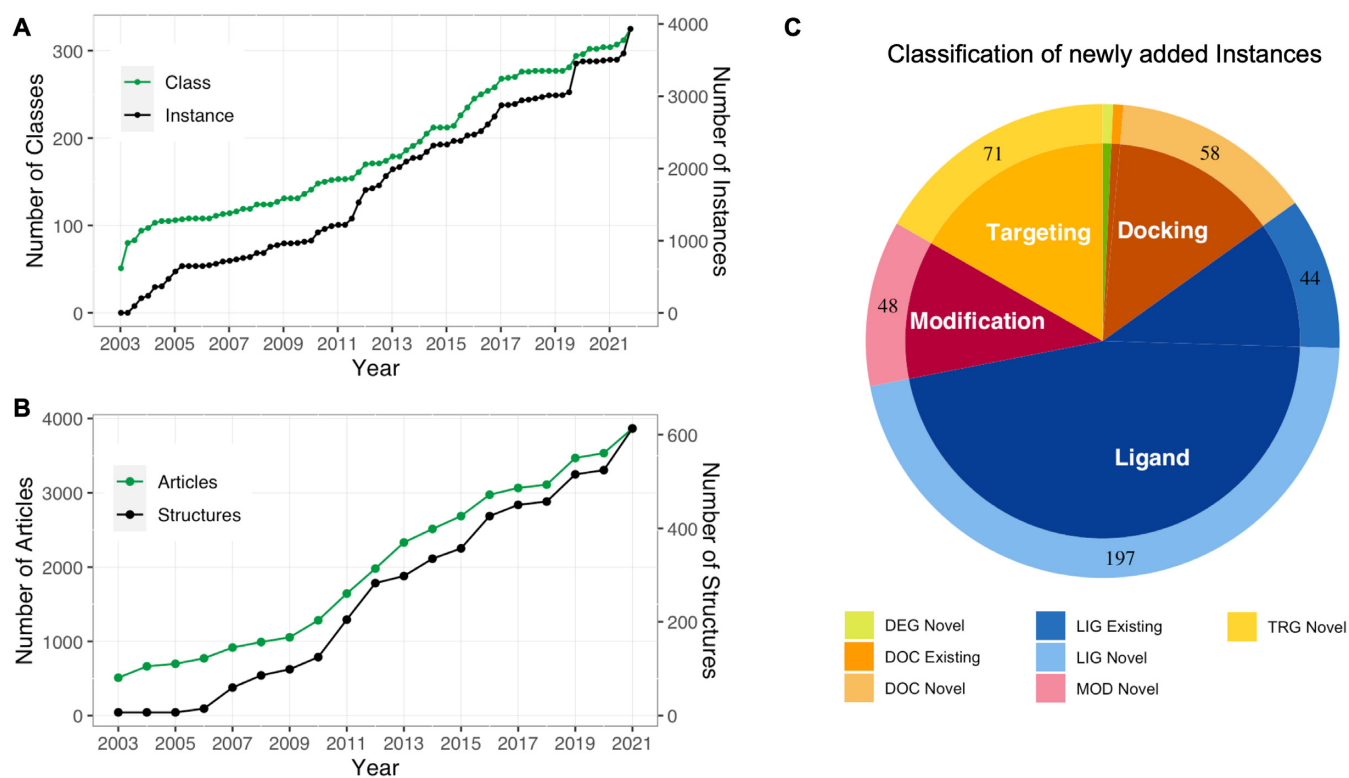 A
Number of Classes
300
200
100
0
Class
Instance
4000
3000
2000
1000
0
Number of Instances
2003 2005 2007 2009 2011 2013 2015 2017 2019 2021
Year
B
Number of Articles
4000
3000
2000
1000
0
Articles
Structures
600
400
200
0
Number of Structures
2003 2005 2007 2009 2011 2013 2015 2017 2019 2021
Year
C
Classification of newly added Instances
71
58
44
48
197
Targeting
Docking
Modification
Ligand
DEG Novel
DOC Existing
DOC Novel
LIG Existing
LIG Novel
MOD Novel
TRG Novel